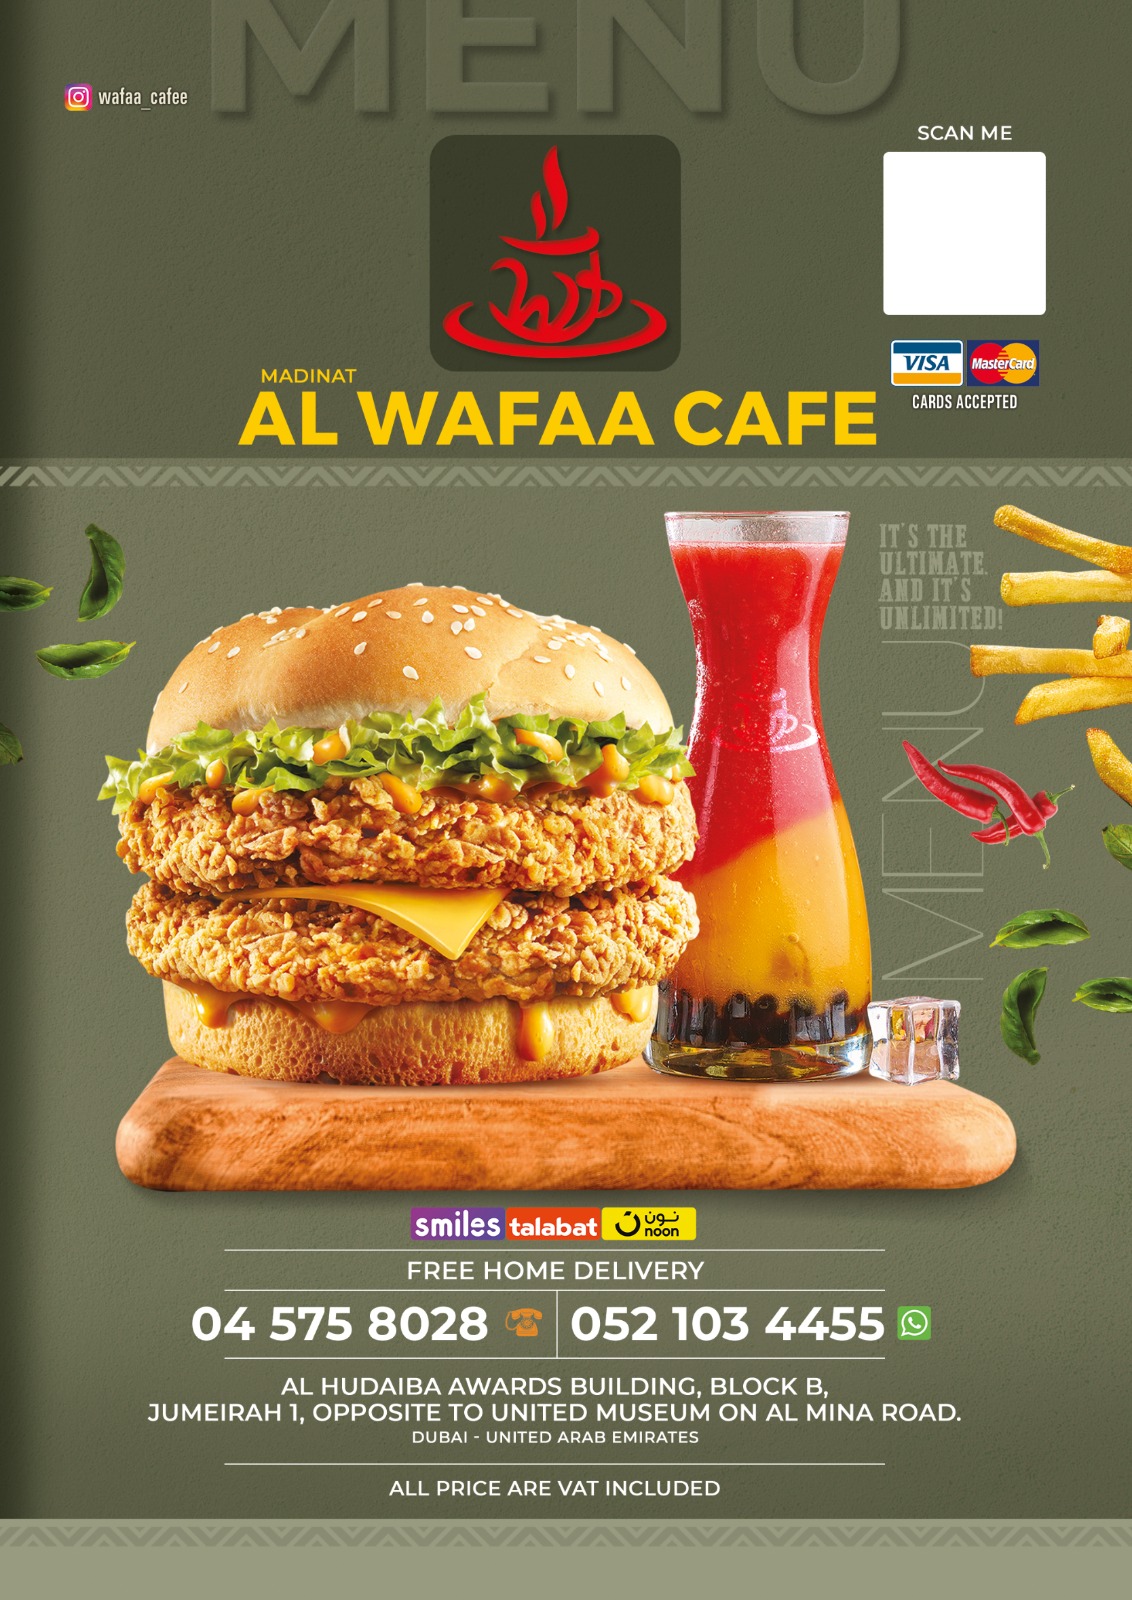 MENU
wafaa_cafee
SCAN ME
VISA
MasterCard
CARDS ACCEPTED
MADINAT
AL WAFAA CAFE
IT'S THE
ULTIMATE.
AND IT'S
UNLIMITED!
MENU
smiles talabat نون noon
FREE HOME DELIVERY
04 575 8028
052 103 4455
AL HUDAIBA AWARDS BUILDING, BLOCK B,
JUMEIRAH 1, OPPOSITE TO UNITED MUSEUM ON AL MINA ROAD.
DUBAI - UNITED ARAB EMIRATES
ALL PRICE ARE VAT INCLUDED